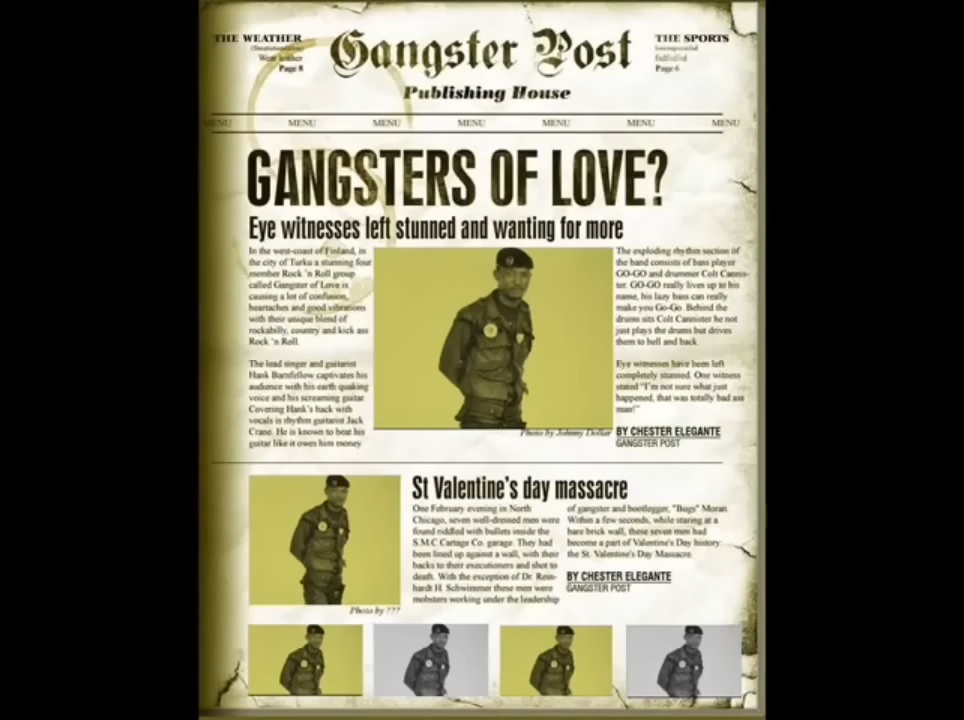 THE WEATHER
Page 8
Gangster Post
Publishing House
THE SPORTS
Page 6
MENU MENU MENU MENU MENU MENU MENU
GANGSTERS OF LOVE?
Eye witnesses left stunned and wanting for more
In the west-coast of Finland, in
the city of Turku a stunning four
member Rock 'n Roll group
called Gangster of Love is
causing a lot of confusion,
heartaches and good vibrations
with their unique blend of
rockabilly, country and kick ass
Rock 'n Roll.
The lead singer and guitarist
Hank Barnfellow captivates his
audience with his earth quaking
voice and his screaming guitar
Covering Hank's back with
vocals is rhythm guitarist Jack
Crane. He is known to beat his
guitar like it owes him money
Photo by Johnny Dollar
The exploding rhythm section of
the band consists of bass player
GO-GO and drummer Colt Cannis-
ter. GO-GO really lives up to his
name, his lazy bass can really
make you Go-Go. Behind the
drums sits Colt Cannister he not
just plays the drums but drives
them to hell and back
Eye witnesses have been left
completely stunned. One witness
stated "I'm not sure what just
happened, that was totally bad ass
man!"
BY CHESTER ELEGANTE
GANGSTER POST
Photo by ???
St Valentine's day massacre
One February evening in North
Chicago, seven well-dressed men were
found riddled with bullets inside the
S.M.C Cartage Co. garage. They had
been lined up against a wall, with their
backs to their executioners and shot to
death. With the exception of Dr. Rein-
hardt H. Schwimmer these men were
mobsters working under the leadership
of gangster and bootlegger, "Bugs" Moran
Within a few seconds, while staring at a
bare brick wall, these seven men had
become a part of Valentine's Day history:
the St. Valentine's Day Massacre.
BY CHESTER ELEGANTE
GANGSTER POST